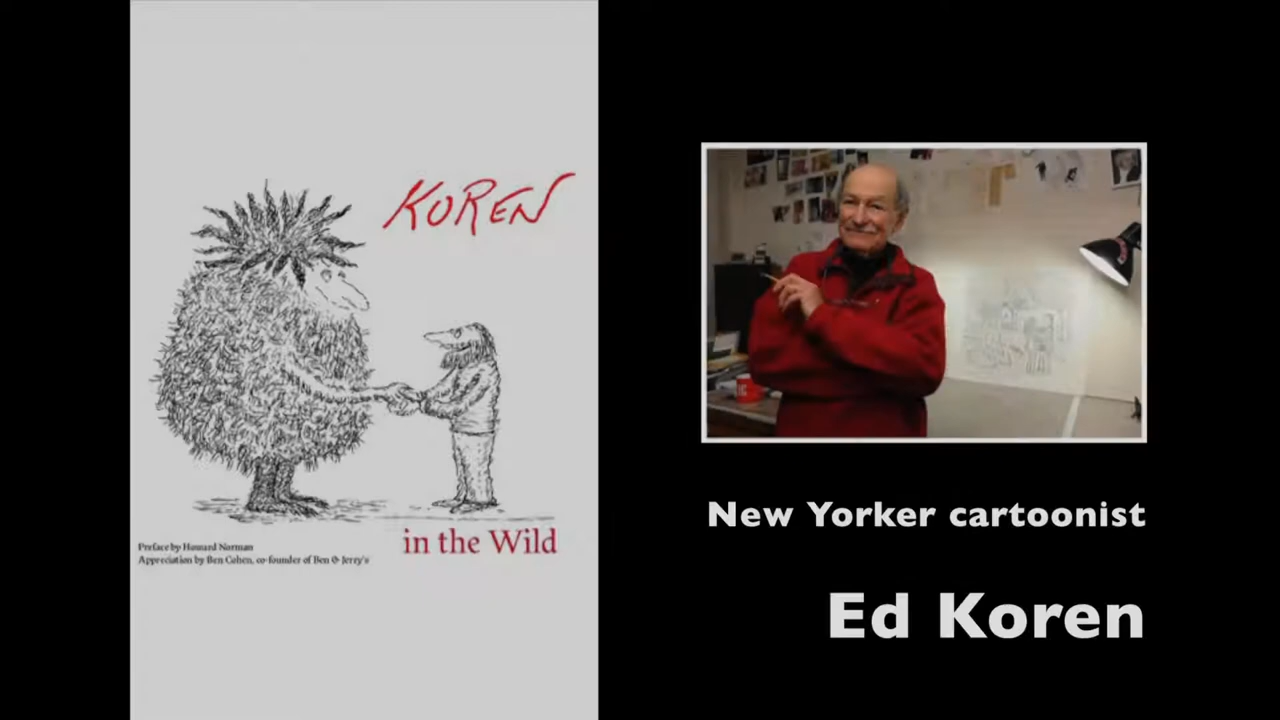 KOREN
in the Wild
Preface by Howard Norman
Appreciation by Ben Cohen, co-founder of Ben & Jerry's
New Yorker cartoonist
Ed Koren